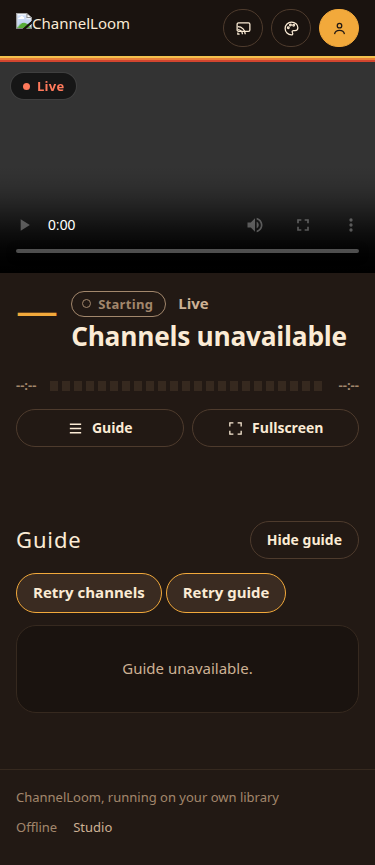 ChannelLoom
Live
0:00
Starting
Live
Channels unavailable
--:--
--:--
Guide
Fullscreen
Guide
Hide guide
Retry channels
Retry guide
Guide unavailable.
ChannelLoom, running on your own library
Offline
Studio